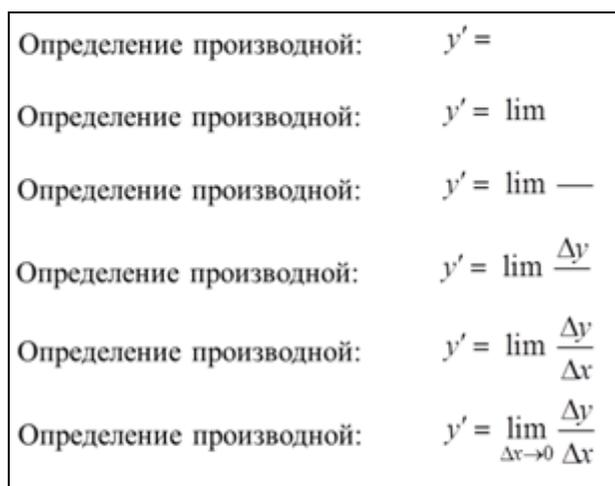 Определение производной: y′ =
Определение производной: y′ = lim
Определение производной: y′ = lim —
Определение производной: y′ = lim Δy/
Определение производной: y′ = lim Δy/Δx
Определение производной: y′ = lim Δx→0 Δy/Δx